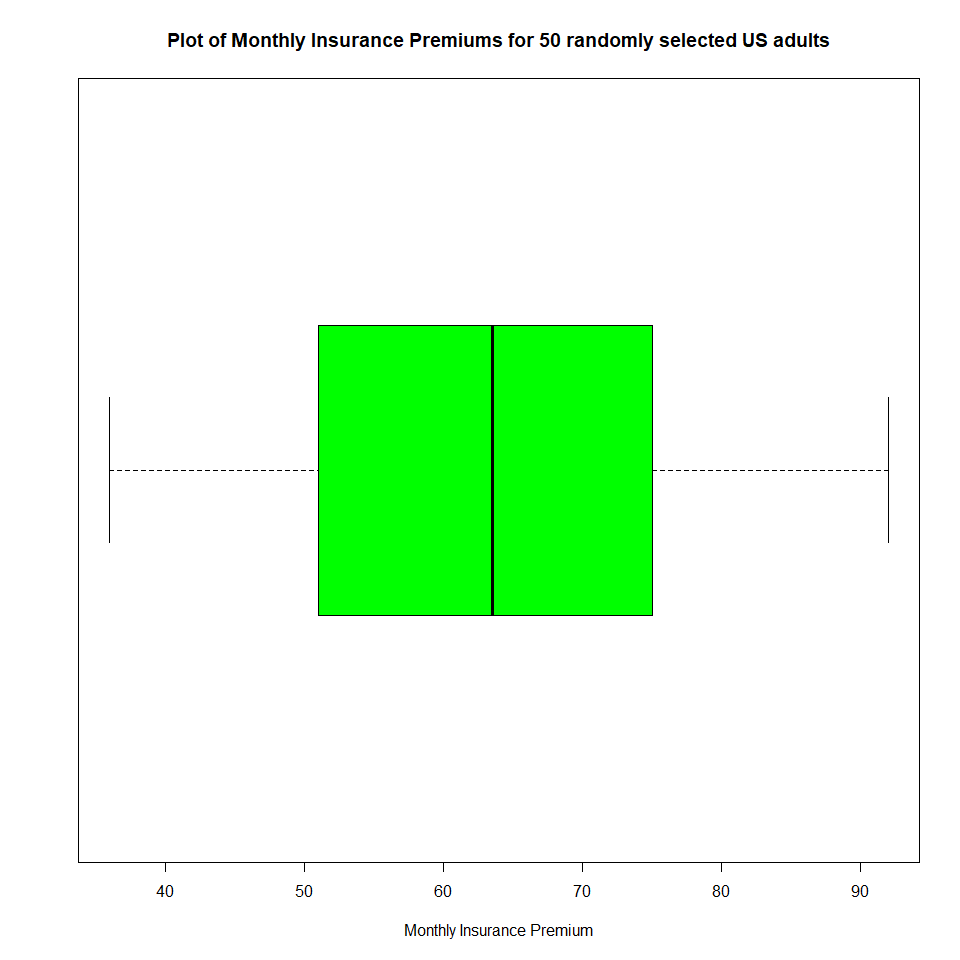 Plot of Monthly Insurance Premiums for 50 randomly selected US adults
40 50 60 70 80 90
Monthly Insurance Premium